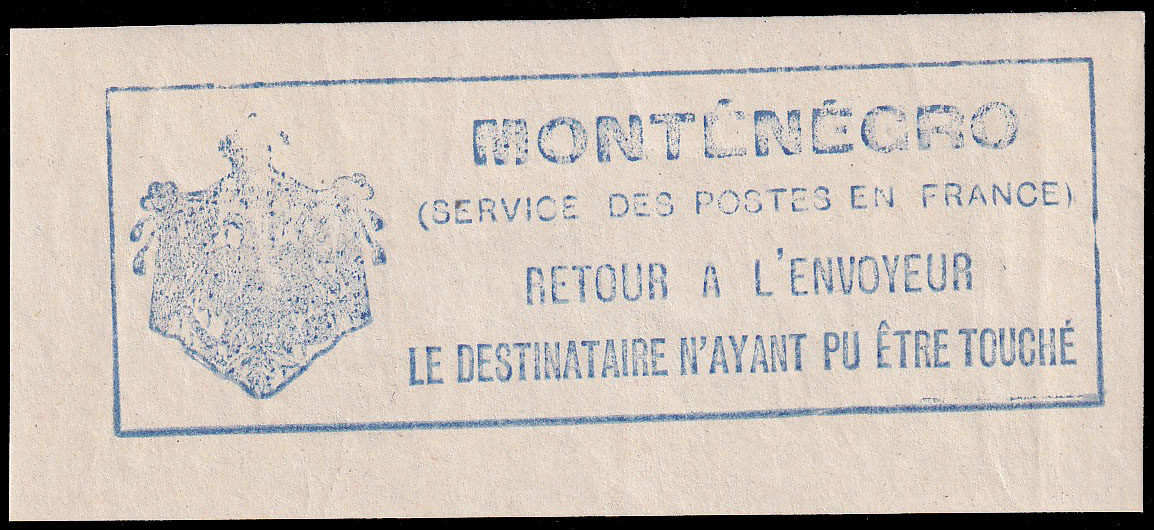 MONTÉNÉGRO
(SERVICE DES POSTES EN FRANCE)
RETOUR A L'ENVOYEUR
LE DESTINATAIRE N'AYANT PU ÊTRE TOUCHÉ